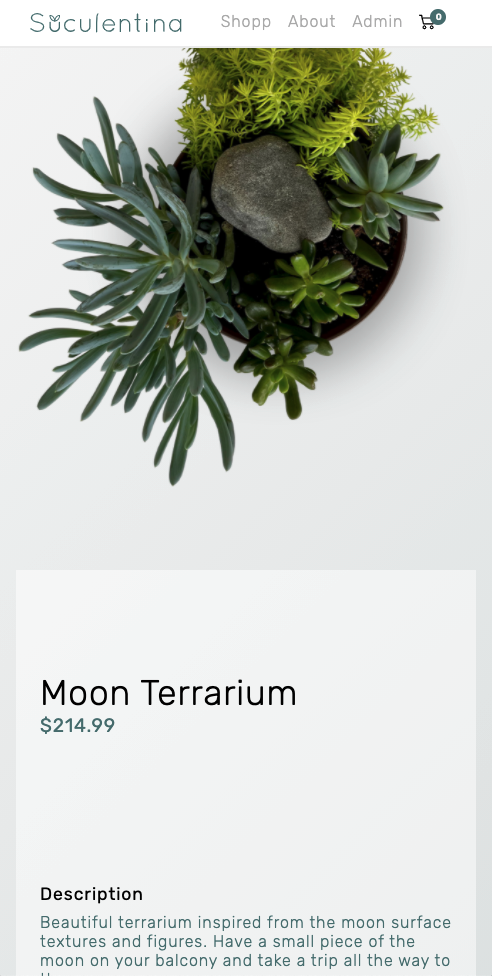 Suculentina
Shopp About Admin 0
Moon Terrarium
$214.99
Description
Beautiful terrarium inspired from the moon surface
textures and figures. Have a small piece of the
moon on your balcony and take a trip all the way to